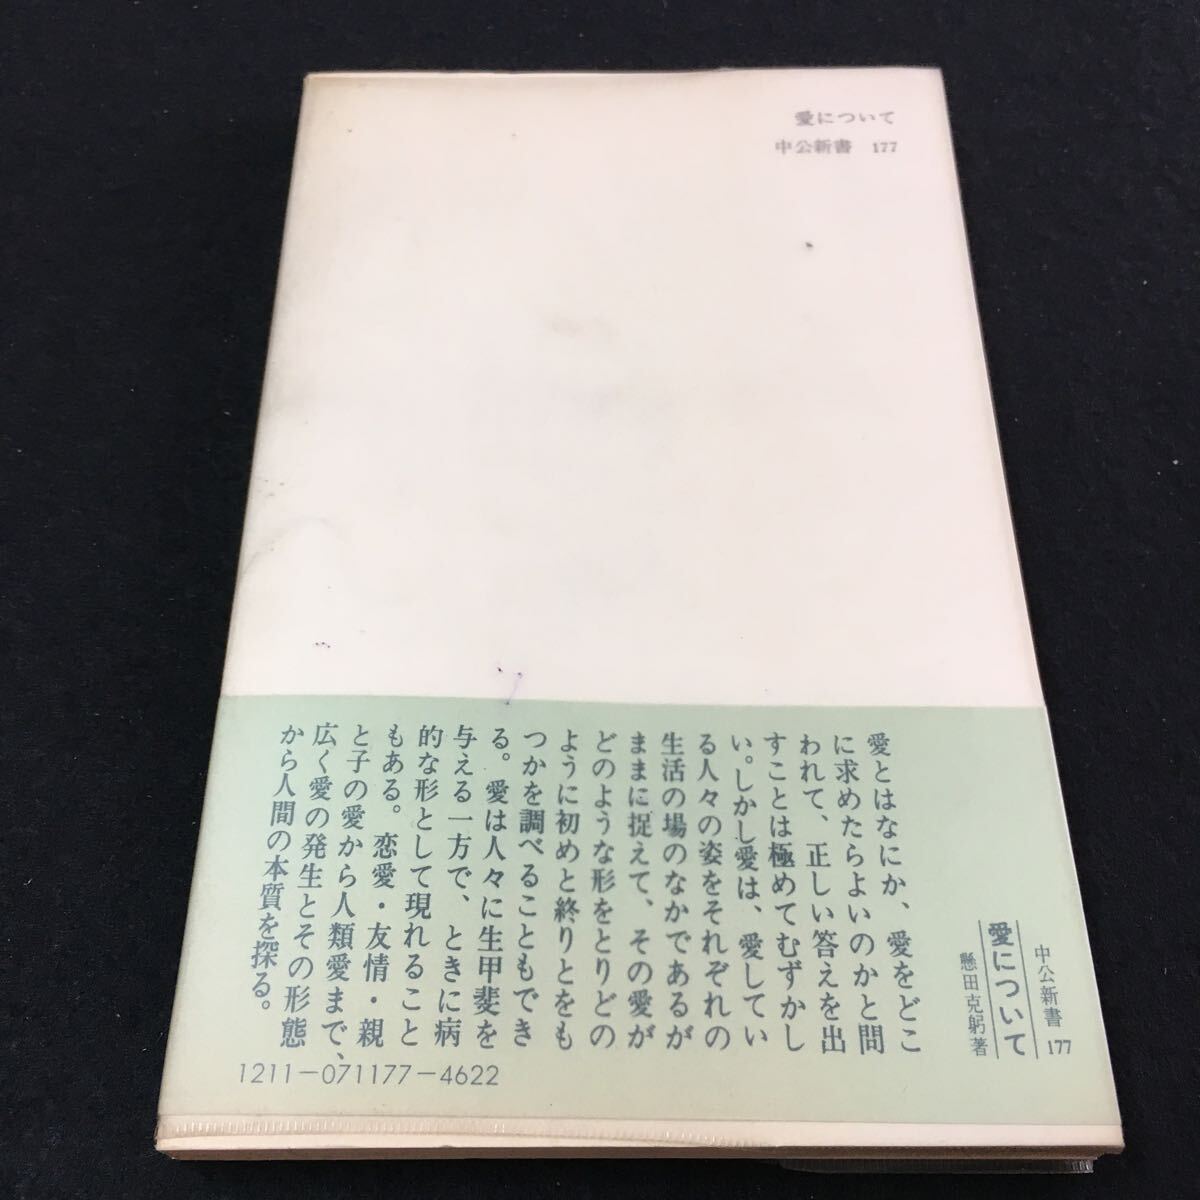 愛について
中公新書 177
中公新書 177
愛について
懸田克躬著
愛とはなにか、愛をどこ
に求めたらよいのかと問
われて、正しい答えを出
すことは極めてむずかし
い。しかし愛は、愛してい
る人々の姿をそれぞれの
生活の場のなかであるが
ままに捉えて、その愛が
どのような形をとりどの
ように初めと終りとをも
つかを調べることもでき
る。愛は人々に生甲斐を
与える一方で、ときに病
的な形として現れること
もある。恋愛・友情・親
と子の愛から人類愛まで、
広く愛の発生とその形態
から人間の本質を探る。
1211-071177-4622